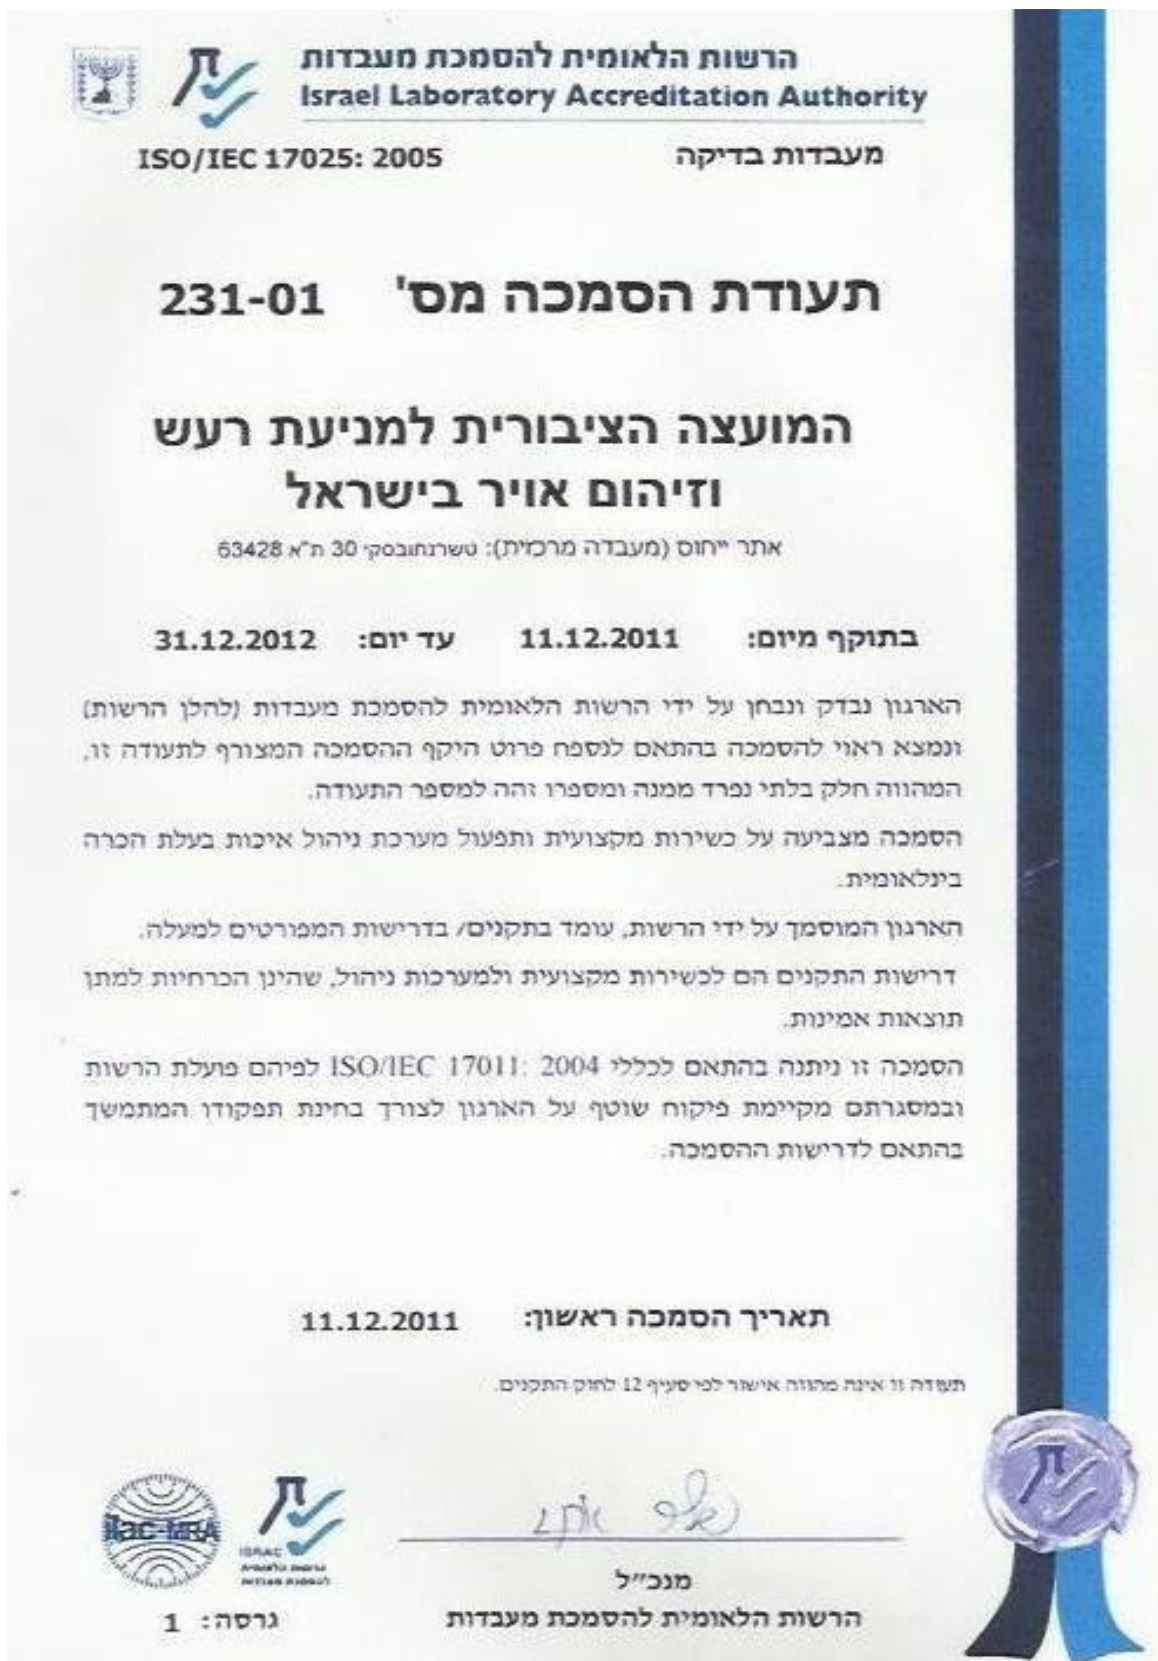 הרשות הלאומית להסמכת מעבדות
Israel Laboratory Accreditation Authority
מעבדות בדיקה ISO/IEC 17025: 2005
תעודת הסמכה מס' 231-01
המועצה הציבורית למניעת רעש
וזיהום אויר בישראל
אתר ייחוס (מעבדה מרכזית): טשרנחובסקי 30 ת"א 63428
בתוקף מיום: 11.12.2011 עד יום: 31.12.2012
הארגון נבדק ונבחן על ידי הרשות הלאומית להסמכת מעבדות (להלן הרשות)
ונמצא ראוי להסמכה בהתאם לנספח פרוט היקף ההסמכה המצורף לתעודה זו,
המהווה חלק בלתי נפרד ממנה ומספרו זהה למספר התעודה.
הסמכה מצביעה על כשירות מקצועית ותפעול מערכת ניהול איכות בעלת הכרה
בינלאומית.
הארגון המוסמך על ידי הרשות, עומד בתקנים/ בדרישות המפורטים למעלה.
דרישות התקנים הם לכשירות מקצועית ולמערכות ניהול, שהינן הכרחיות למתן
תוצאות אמינות.
הסמכה זו ניתנה בהתאם לכללי ISO/IEC 17011: 2004 לפיהם פועלת הרשות
ובמסגרתם מקיימת פיקוח שוטף על הארגון לצורך בחינת תפקודו המתמשך
בהתאם לדרישות ההסמכה.
תאריך הסמכה ראשון: 11.12.2011
תעודה זו אינה מהווה אישור לפי סעיף 12 לחוק התקנים.
ilac-MRA
ISRAC
הרשות הלאומית
להסמכת מעבדות
מנכ"ל
הרשות הלאומית להסמכת מעבדות
גרסה: 1